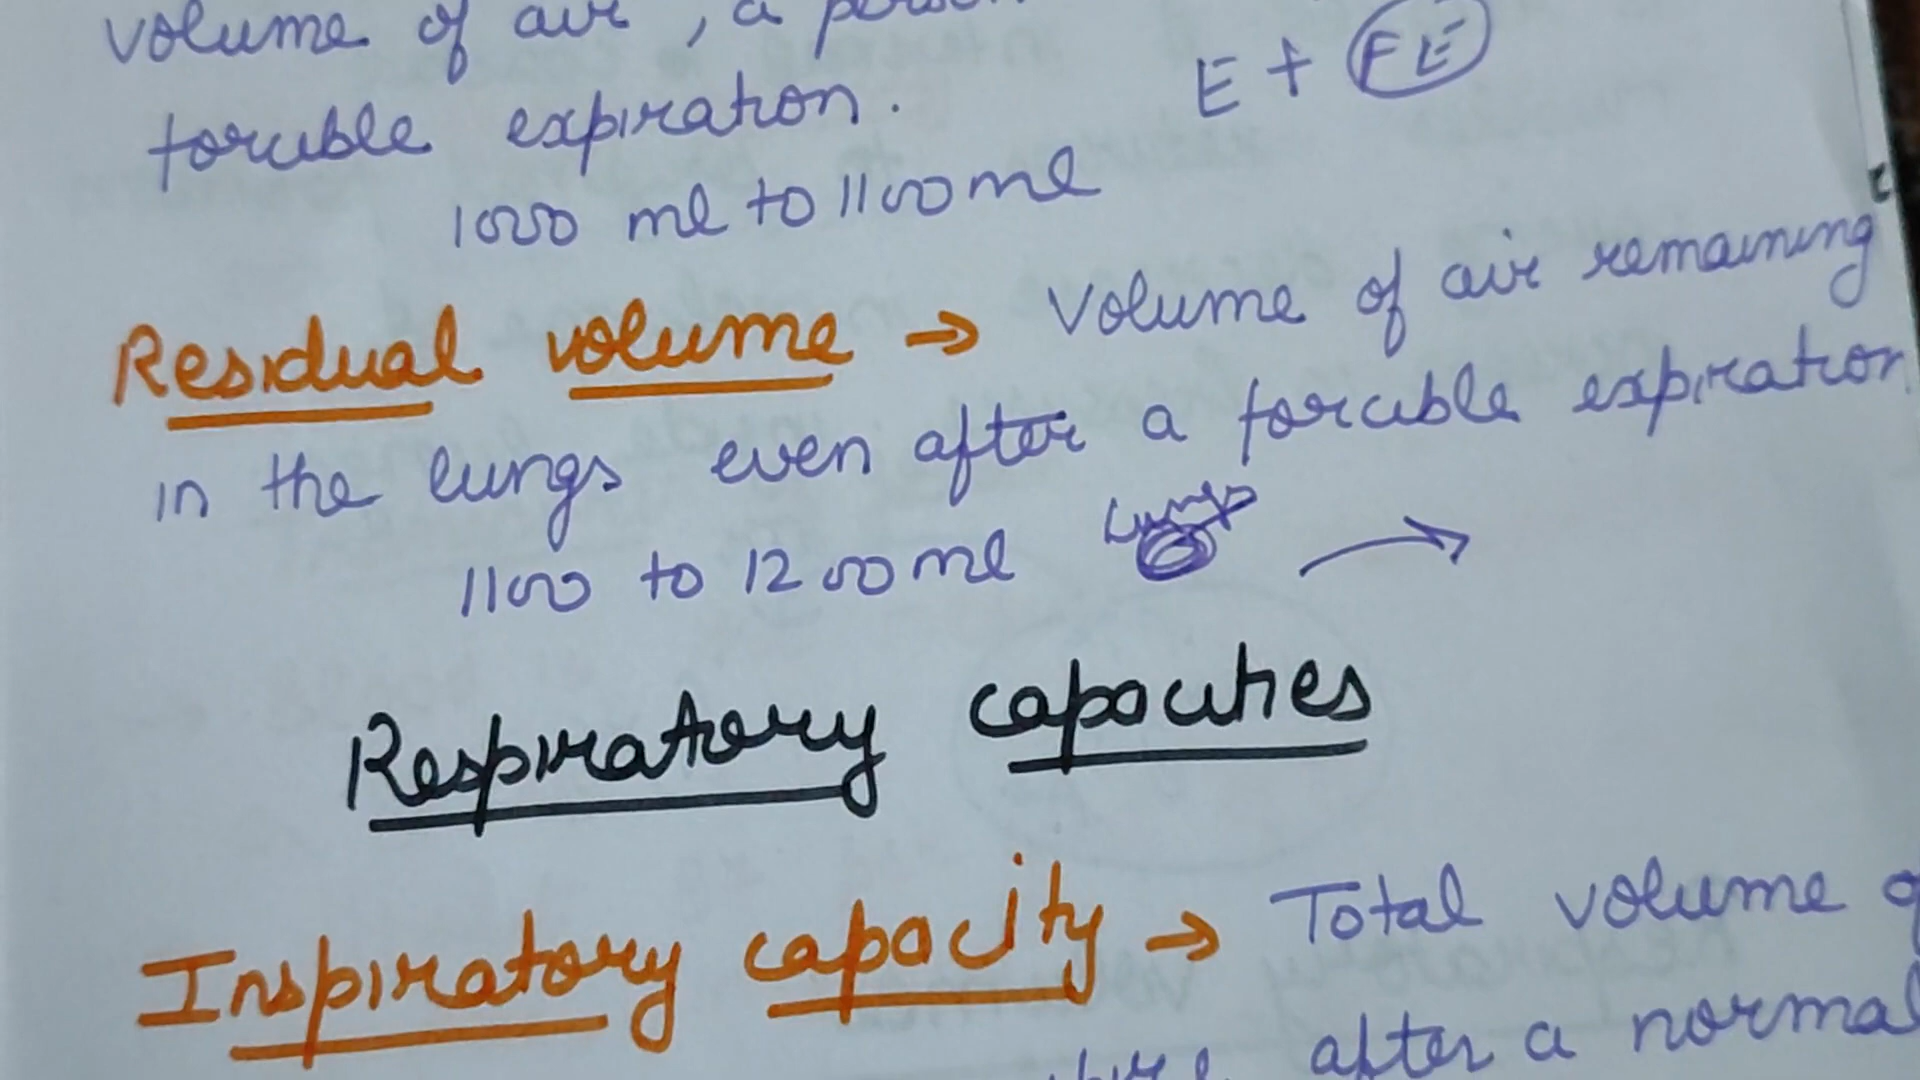 volume of air, a
forcible expiration.
E + FE
1000 ml to 1100 ml
Residual volume → Volume of air remaining
in the lungs even after a forcible expiration
1100 to 1200 ml Lungs
Respiratory capacities
Inspiratory capacity → Total volume
after a normal